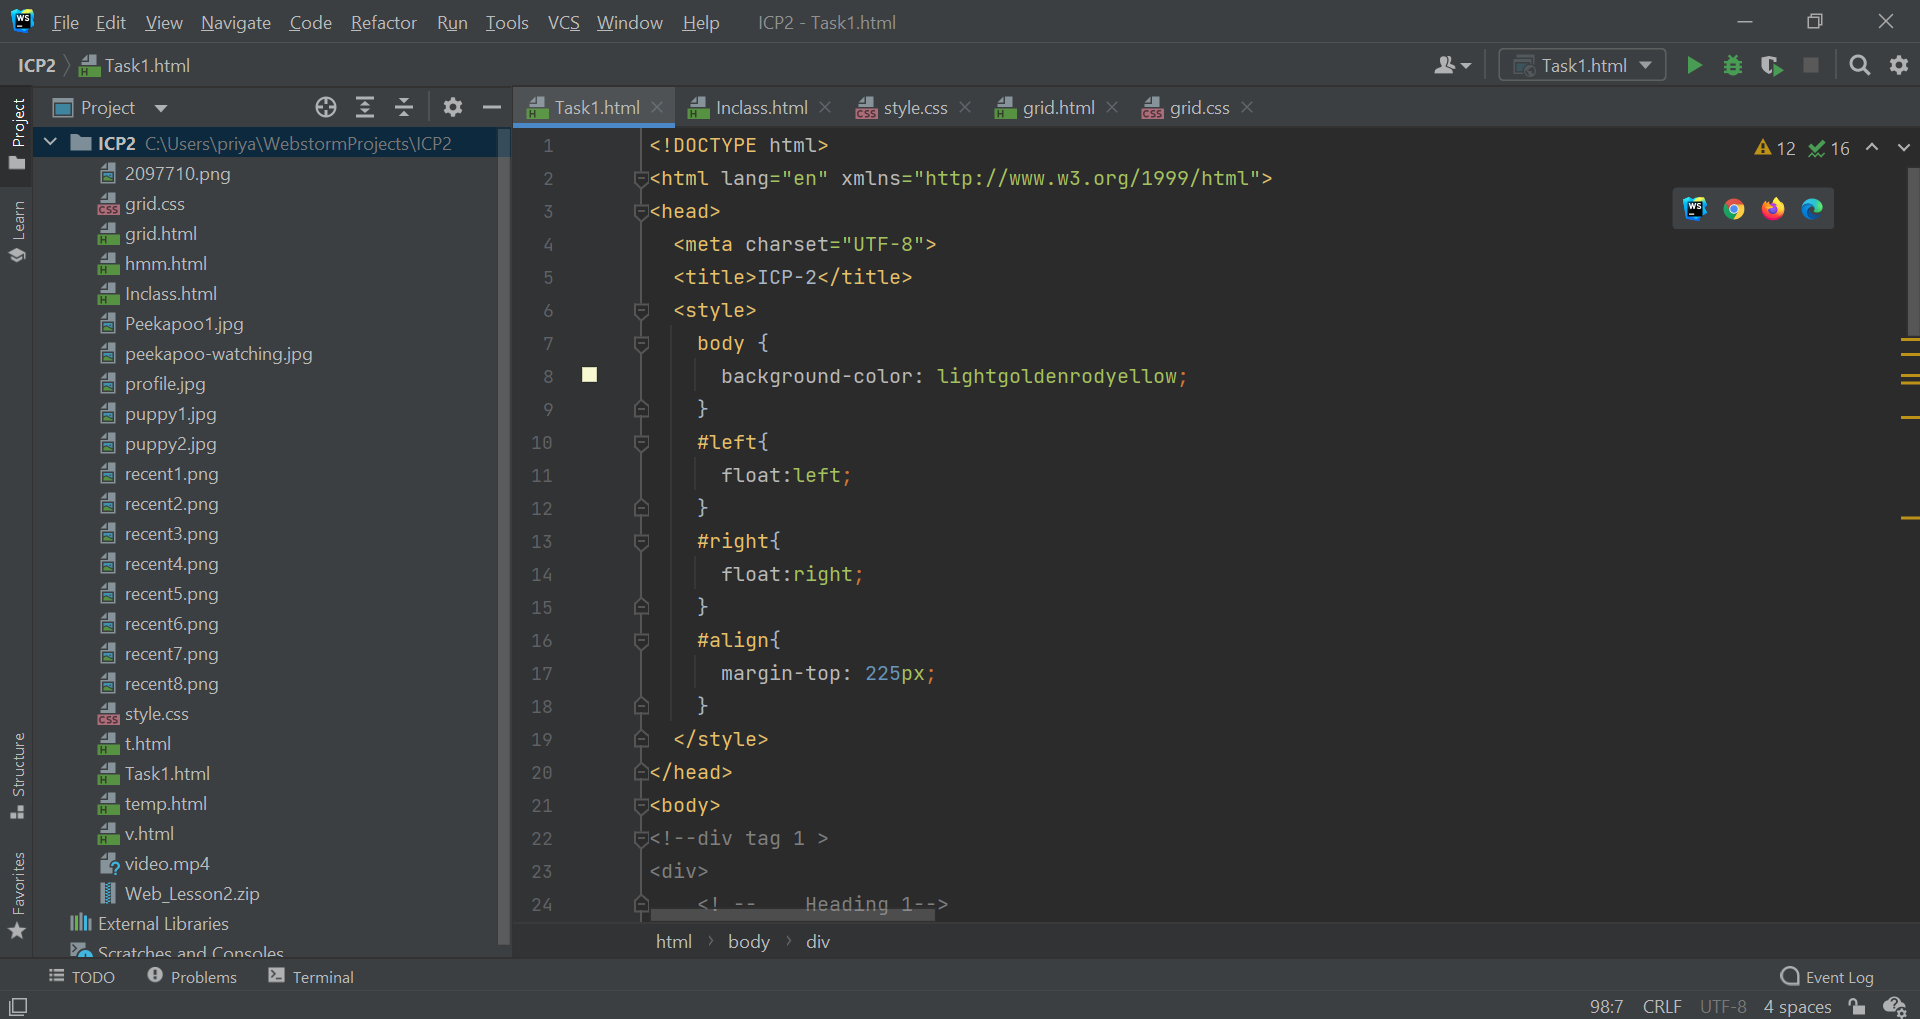 WS File Edit View Navigate Code Refactor Run Tools VCS Window Help ICP2 - Task1.html
ICP2 Task1.html Task1.html
Project
Project
Learn
Structure
Favorites
ICP2 C:\Users\priya\WebstormProjects\ICP2
2097710.png
grid.css
grid.html
hmm.html
Inclass.html
Peekapoo1.jpg
peekapoo-watching.jpg
profile.jpg
puppy1.jpg
puppy2.jpg
recent1.png
recent2.png
recent3.png
recent4.png
recent5.png
recent6.png
recent7.png
recent8.png
style.css
t.html
Task1.html
temp.html
v.html
video.mp4
Web_Lesson2.zip
External Libraries
Scratches and Consoles
Task1.html Inclass.html style.css grid.html grid.css
12 16
WS
1 <!DOCTYPE html>
2 <html lang="en" xmlns="http://www.w3.org/1999/html">
3 <head>
4 <meta charset="UTF-8">
5 <title>ICP-2</title>
6 <style>
7 body {
8 background-color: lightgoldenrodyellow;
9 }
10 #left{
11 float:left;
12 }
13 #right{
14 float:right;
15 }
16 #align{
17 margin-top: 225px;
18 }
19 </style>
20 </head>
21 <body>
22 <!--div tag 1 >
23 <div>
24 <! -- Heading 1-->
html body div
TODO Problems Terminal Event Log
98:7 CRLF UTF-8 4 spaces